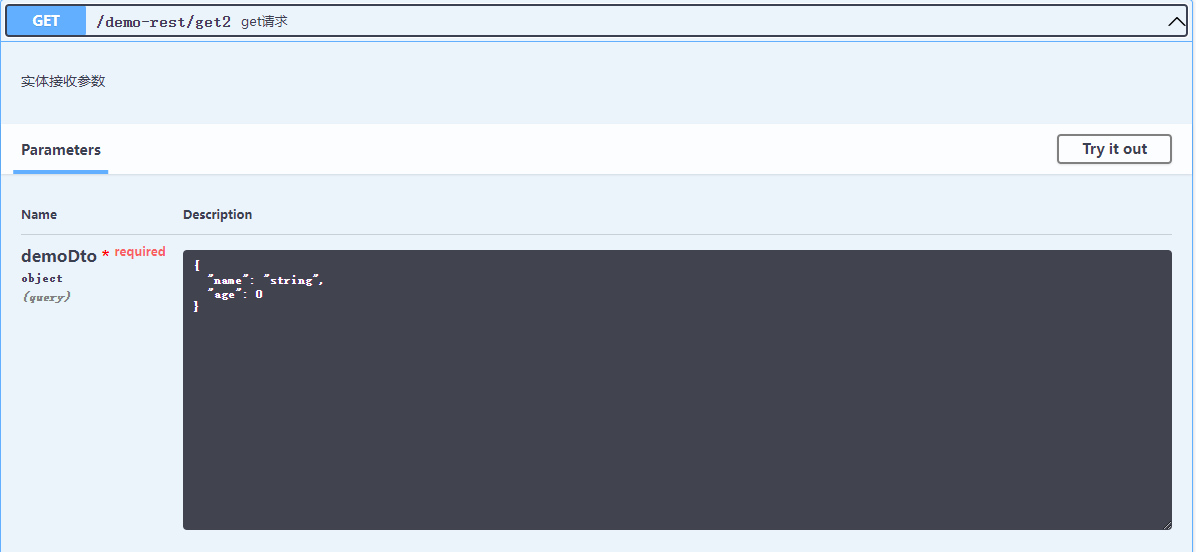 GET /demo-rest/get2 get请求
实体接收参数
Parameters Try it out
Name Description
demoDto * required
object
(query)
{
"name": "string",
"age": 0
}